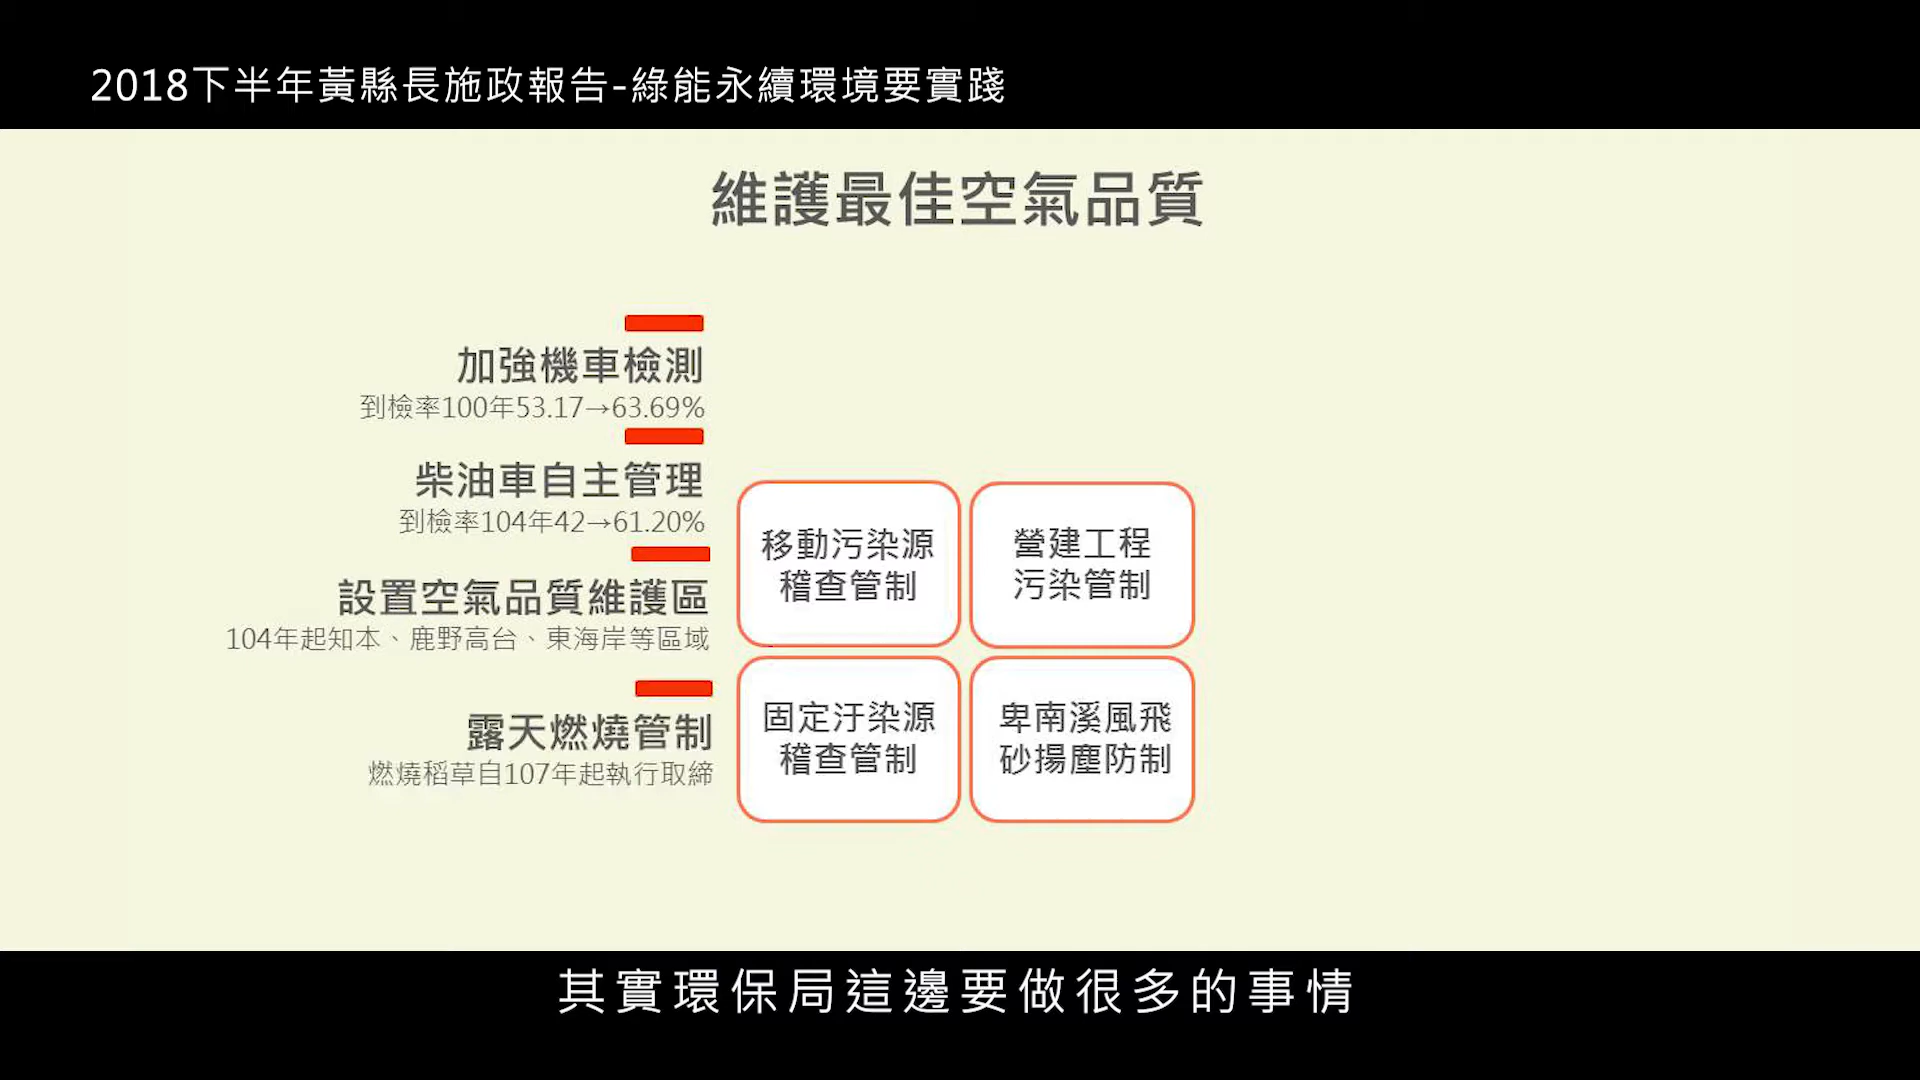 2018下半年黃縣長施政報告-綠能永續環境要實踐
維護最佳空氣品質
加強機車檢測
到檢率100年53.17→63.69%
柴油車自主管理
到檢率104年42→61.20%
設置空氣品質維護區
104年起知本、鹿野高台、東海岸等區域
露天燃燒管制
燃燒稻草自107年起執行取締
移動污染源
稽查管制
營建工程
污染管制
固定汙染源
稽查管制
卑南溪風飛
砂揚塵防制
其實環保局這邊要做很多的事情